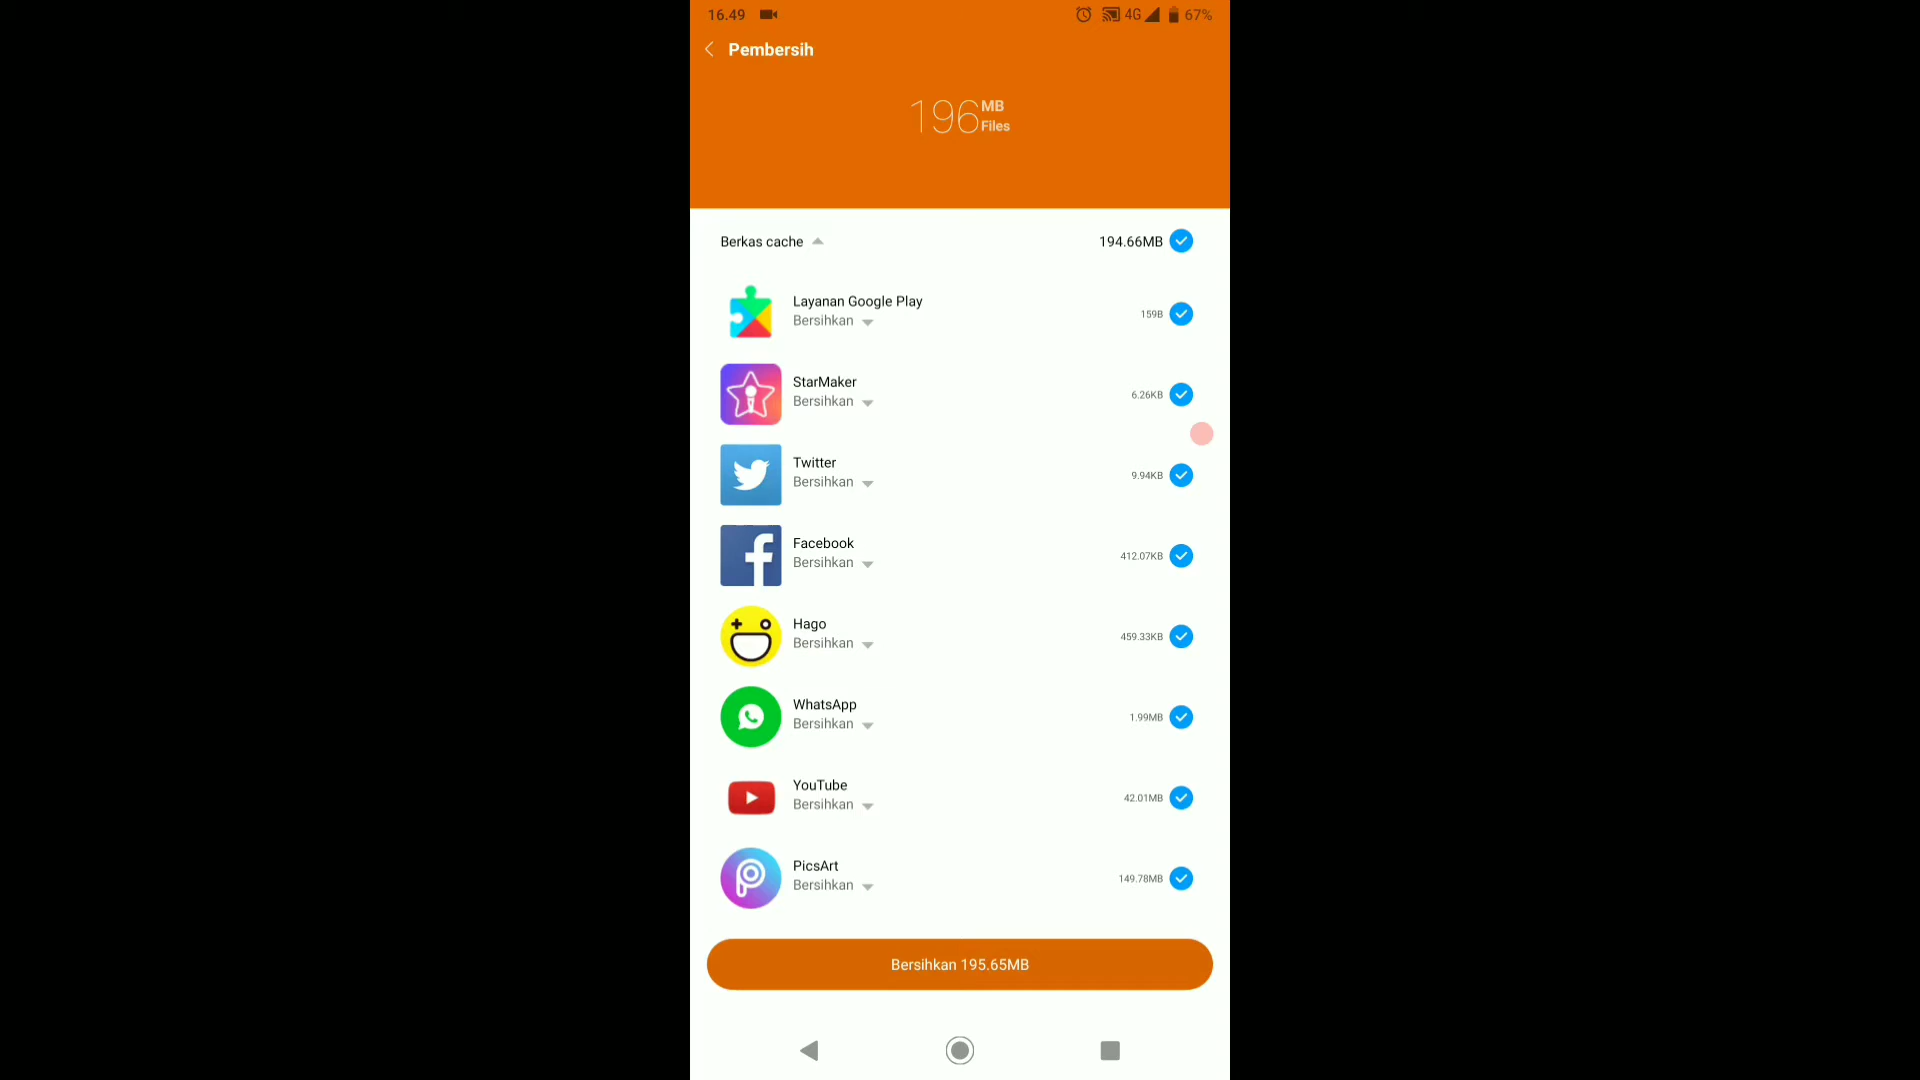 16.49
4G 67%
Pembersih
196 MB
Files
Berkas cache 194.66MB
Layanan Google Play
Bersihkan
159B
StarMaker
Bersihkan
6.26KB
Twitter
Bersihkan
9.94KB
Facebook
Bersihkan
412.07KB
Hago
Bersihkan
459.33KB
WhatsApp
Bersihkan
1.99MB
YouTube
Bersihkan
42.01MB
PicsArt
Bersihkan
149.78MB
Bersihkan 195.65MB